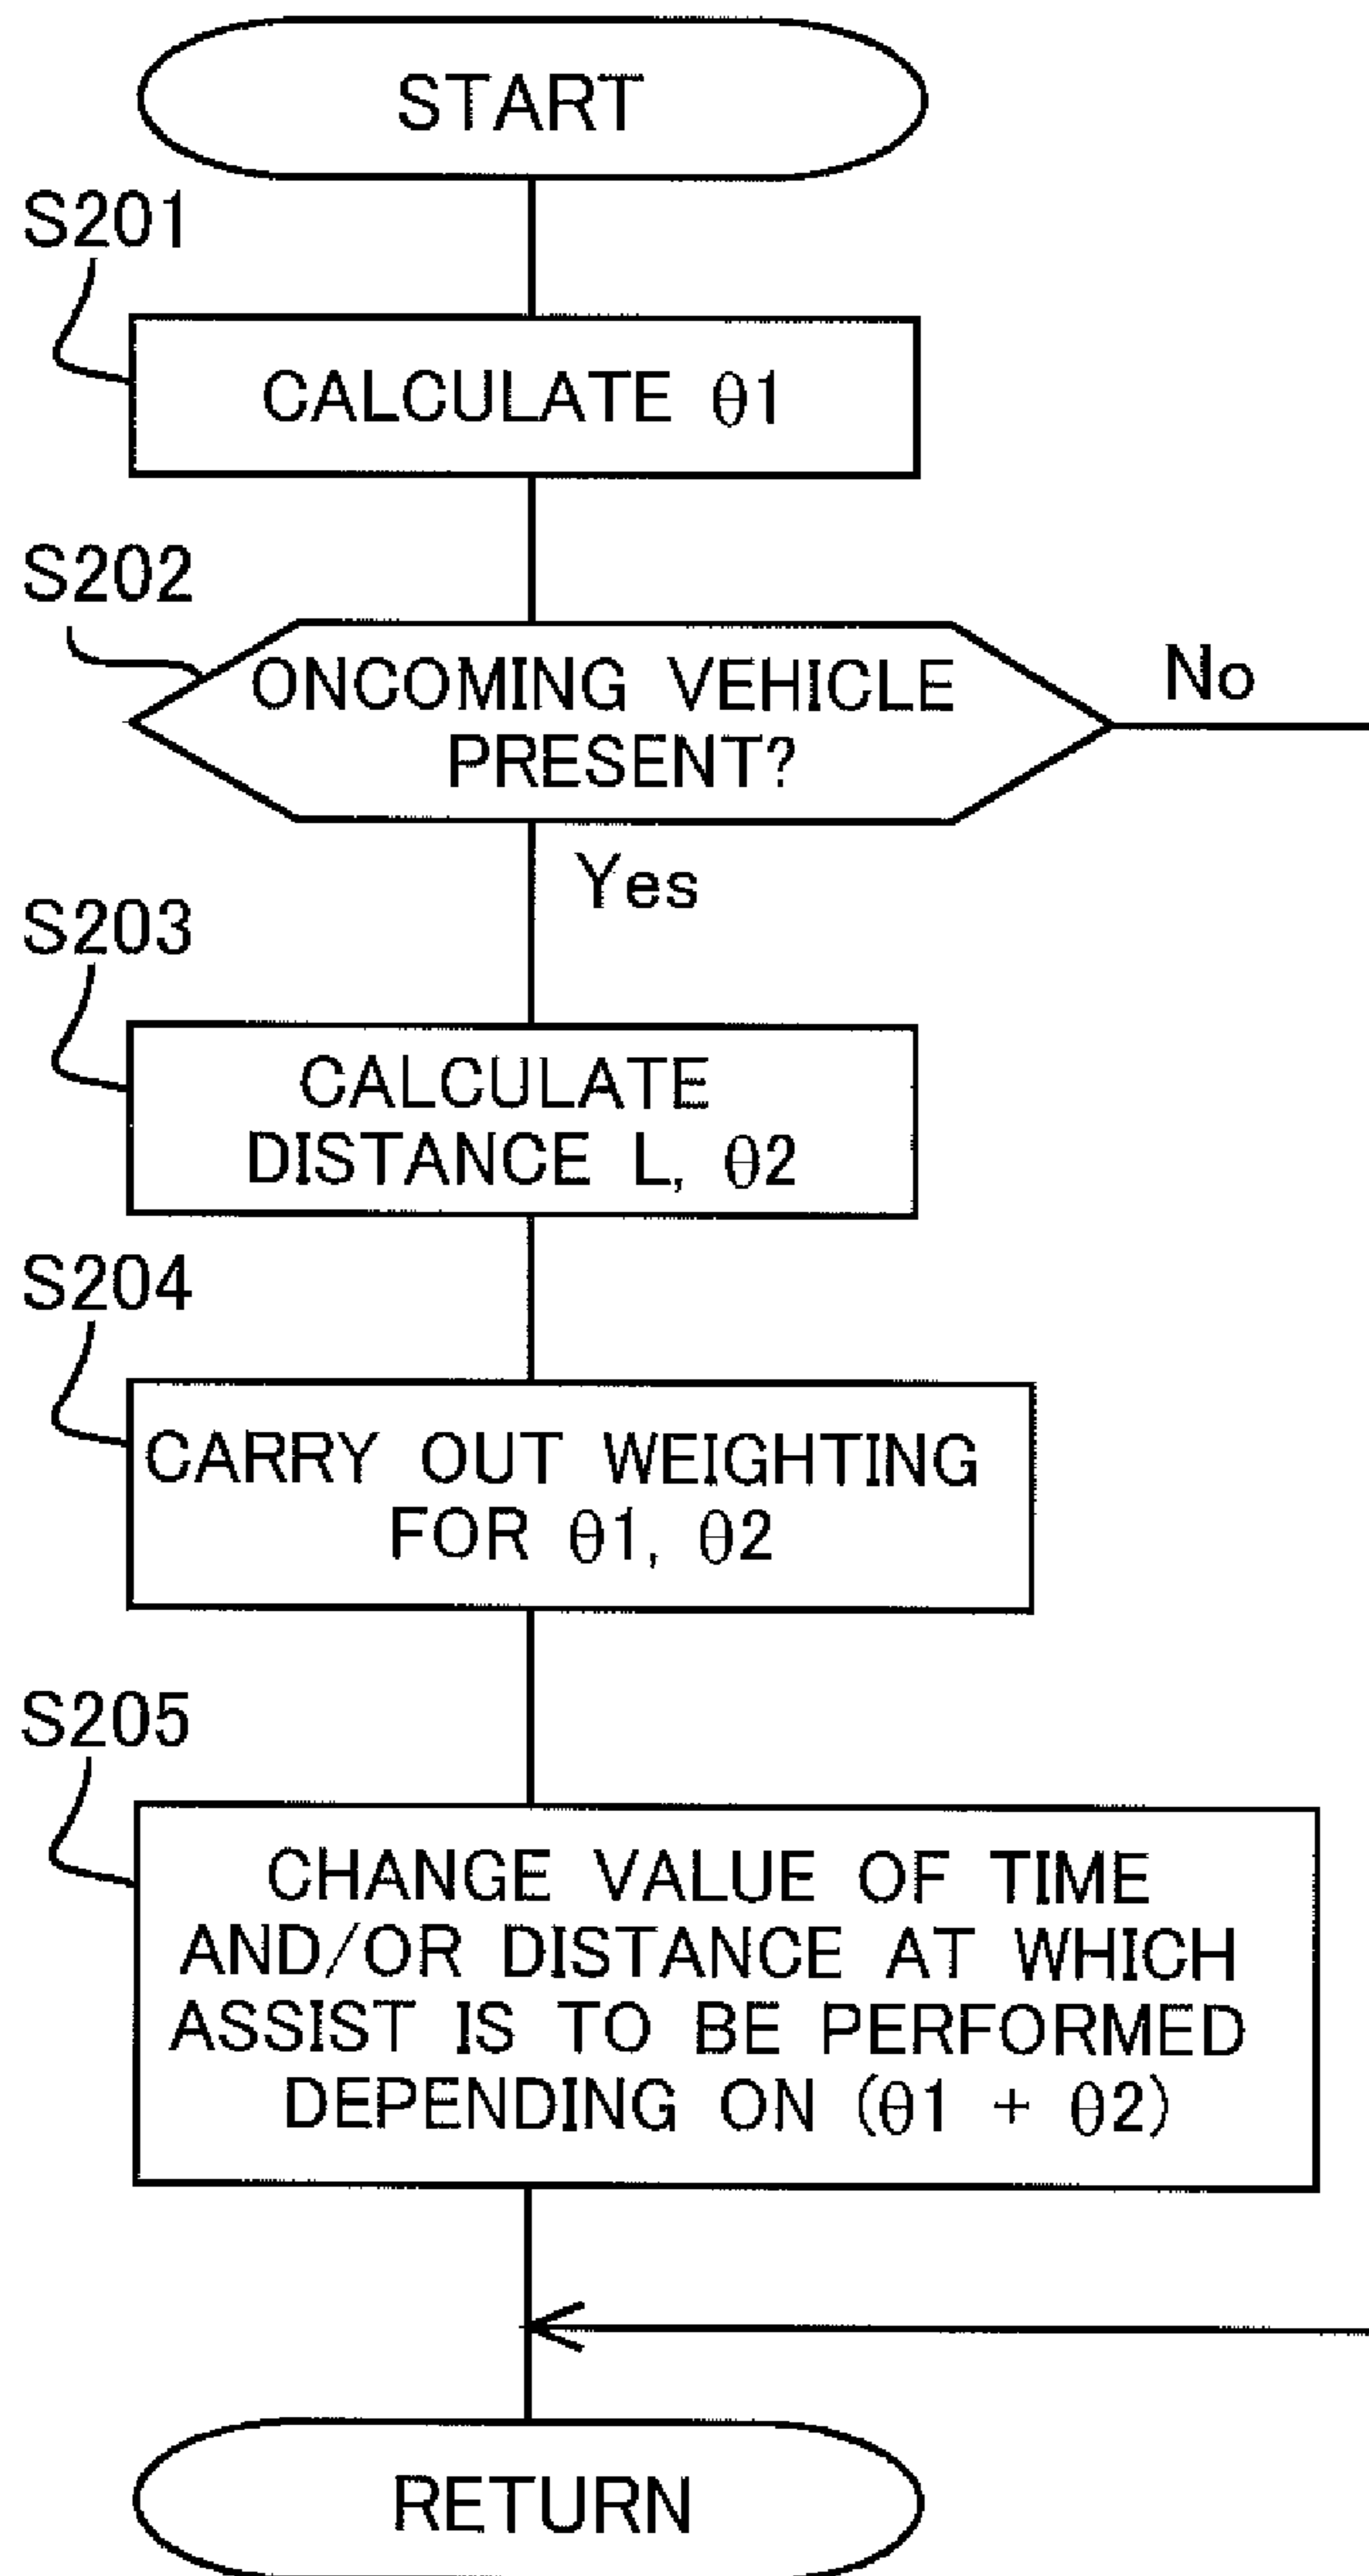 START
S201
CALCULATE θ1
S202
ONCOMING VEHICLE
PRESENT?
No
Yes
S203
CALCULATE
DISTANCE L, θ2
S204
CARRY OUT WEIGHTING
FOR θ1, θ2
S205
CHANGE VALUE OF TIME
AND/OR DISTANCE AT WHICH
ASSIST IS TO BE PERFORMED
DEPENDING ON (θ1 + θ2)
RETURN